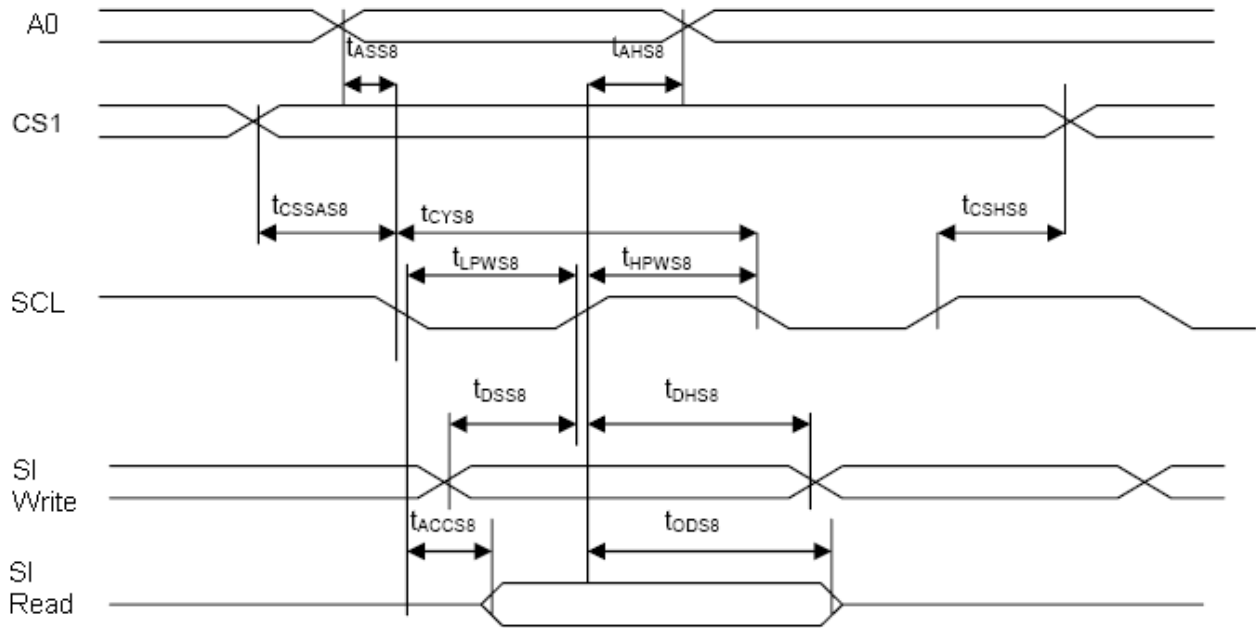 A0
tASS8
tAHS8
CS1
tCSSAS8
tCYS8
tCSHS8
tLPWS8
tHPWS8
SCL
tDSS8
tDHS8
SI
Write
tACCS8
tODS8
SI
Read